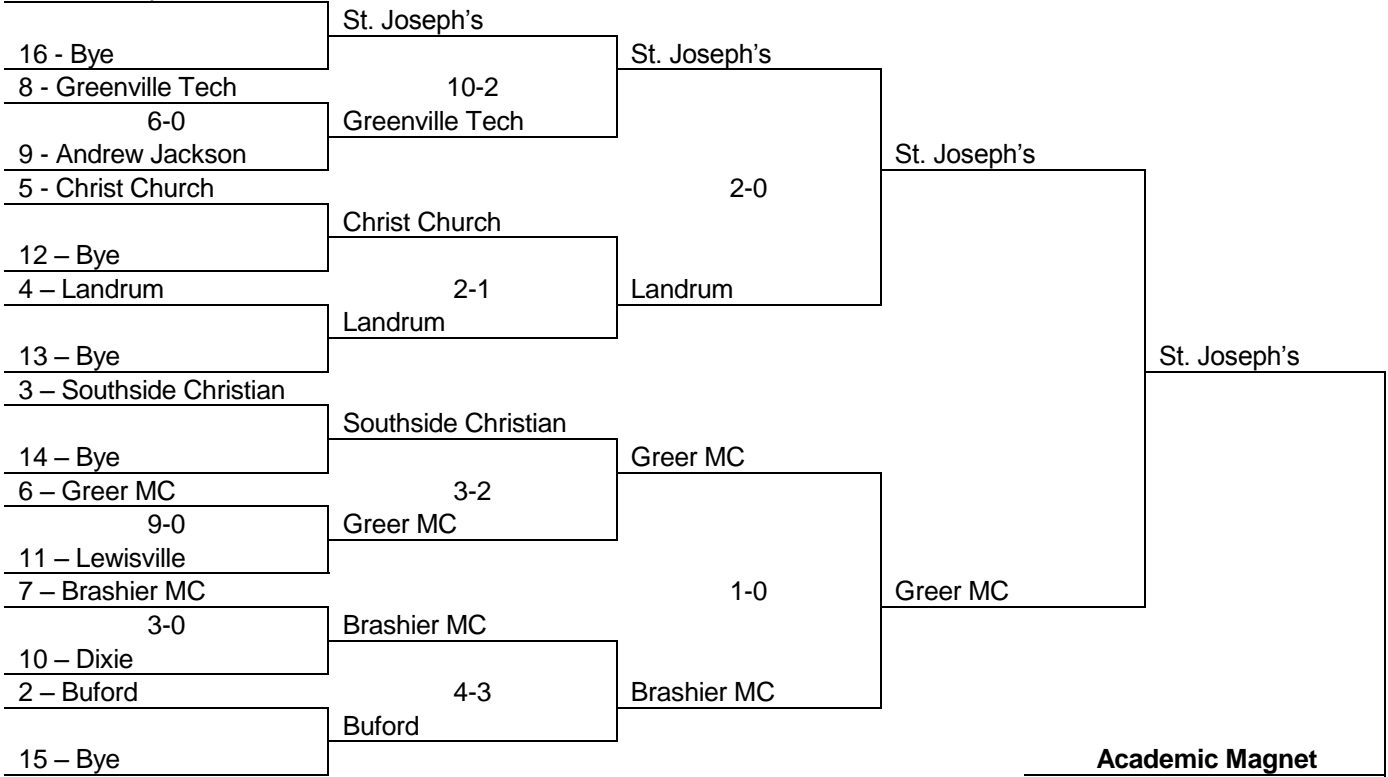 St. Joseph’s
16 - Bye
St. Joseph’s
8 - Greenville Tech
10-2
6-0
Greenville Tech
9 - Andrew Jackson
St. Joseph’s
5 - Christ Church
2-0
Christ Church
12 – Bye
4 – Landrum
2-1
Landrum
Landrum
13 – Bye
St. Joseph’s
3 – Southside Christian
Southside Christian
14 – Bye
Greer MC
6 – Greer MC
3-2
9-0
Greer MC
11 – Lewisville
7 – Brashier MC
1-0
Greer MC
3-0
Brashier MC
10 – Dixie
2 – Buford
4-3
Brashier MC
Buford
15 – Bye
Academic Magnet